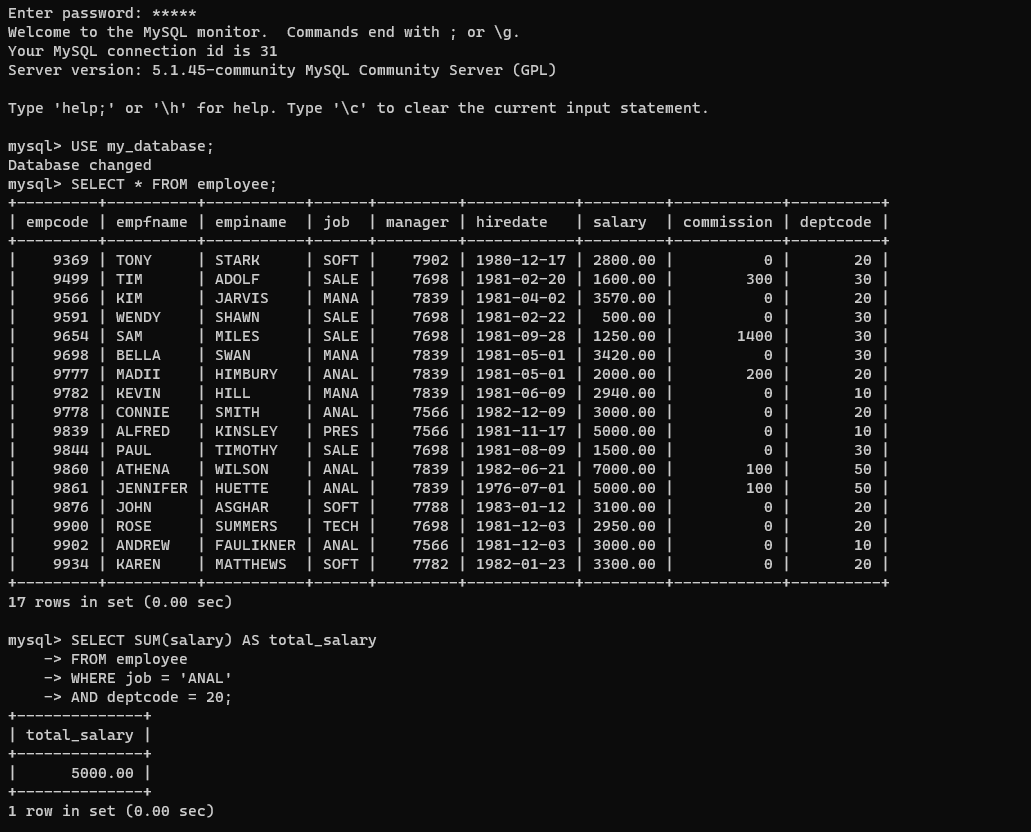 Enter password: *****
Welcome to the MySQL monitor.  Commands end with ; or \g.
Your MySQL connection id is 31
Server version: 5.1.45-community MySQL Community Server (GPL)

Type 'help;' or '\h' for help. Type '\c' to clear the current input statement.

mysql> USE my_database;
Database changed
mysql> SELECT * FROM employee;
+---------+----------+-----------+------+---------+------------+---------+------------+----------+
| empcode | empfname | empiname  | job  | manager | hiredate   | salary  | commission | deptcode |
+---------+----------+-----------+------+---------+------------+---------+------------+----------+
|    9369 | TONY     | STARK     | SOFT |    7902 | 1980-12-17 | 2800.00 |          0 |       20 |
|    9499 | TIM      | ADOLF     | SALE |    7698 | 1981-02-20 | 1600.00 |        300 |       30 |
|    9566 | KIM      | JARVIS    | MANA |    7839 | 1981-04-02 | 3570.00 |          0 |       20 |
|    9591 | WENDY    | SHAWN     | SALE |    7698 | 1981-02-22 |  500.00 |          0 |       30 |
|    9654 | SAM      | MILES     | SALE |    7698 | 1981-09-28 | 1250.00 |       1400 |       30 |
|    9698 | BELLA    | SWAN      | MANA |    7839 | 1981-05-01 | 3420.00 |          0 |       30 |
|    9777 | MADII    | HIMBURY   | ANAL |    7839 | 1981-05-01 | 2000.00 |        200 |       20 |
|    9782 | KEVIN    | HILL      | MANA |    7839 | 1981-06-09 | 2940.00 |          0 |       10 |
|    9778 | CONNIE   | SMITH     | ANAL |    7566 | 1982-12-09 | 3000.00 |          0 |       20 |
|    9839 | ALFRED   | KINSLEY   | PRES |    7566 | 1981-11-17 | 5000.00 |          0 |       10 |
|    9844 | PAUL     | TIMOTHY   | SALE |    7698 | 1981-08-09 | 1500.00 |          0 |       30 |
|    9860 | ATHENA   | WILSON    | ANAL |    7839 | 1982-06-21 | 7000.00 |        100 |       50 |
|    9861 | JENNIFER | HUETTE    | ANAL |    7839 | 1976-07-01 | 5000.00 |        100 |       50 |
|    9876 | JOHN     | ASGHAR    | SOFT |    7788 | 1983-01-12 | 3100.00 |          0 |       20 |
|    9900 | ROSE     | SUMMERS   | TECH |    7698 | 1981-12-03 | 2950.00 |          0 |       20 |
|    9902 | ANDREW   | FAULIKNER | ANAL |    7566 | 1981-12-03 | 3000.00 |          0 |       10 |
|    9934 | KAREN    | MATTHEWS  | SOFT |    7782 | 1982-01-23 | 3300.00 |          0 |       20 |
+---------+----------+-----------+------+---------+------------+---------+------------+----------+
17 rows in set (0.00 sec)

mysql> SELECT SUM(salary) AS total_salary
    -> FROM employee
    -> WHERE job = 'ANAL'
    -> AND deptcode = 20;
+--------------+
| total_salary |
+--------------+
|      5000.00 |
+--------------+
1 row in set (0.00 sec)